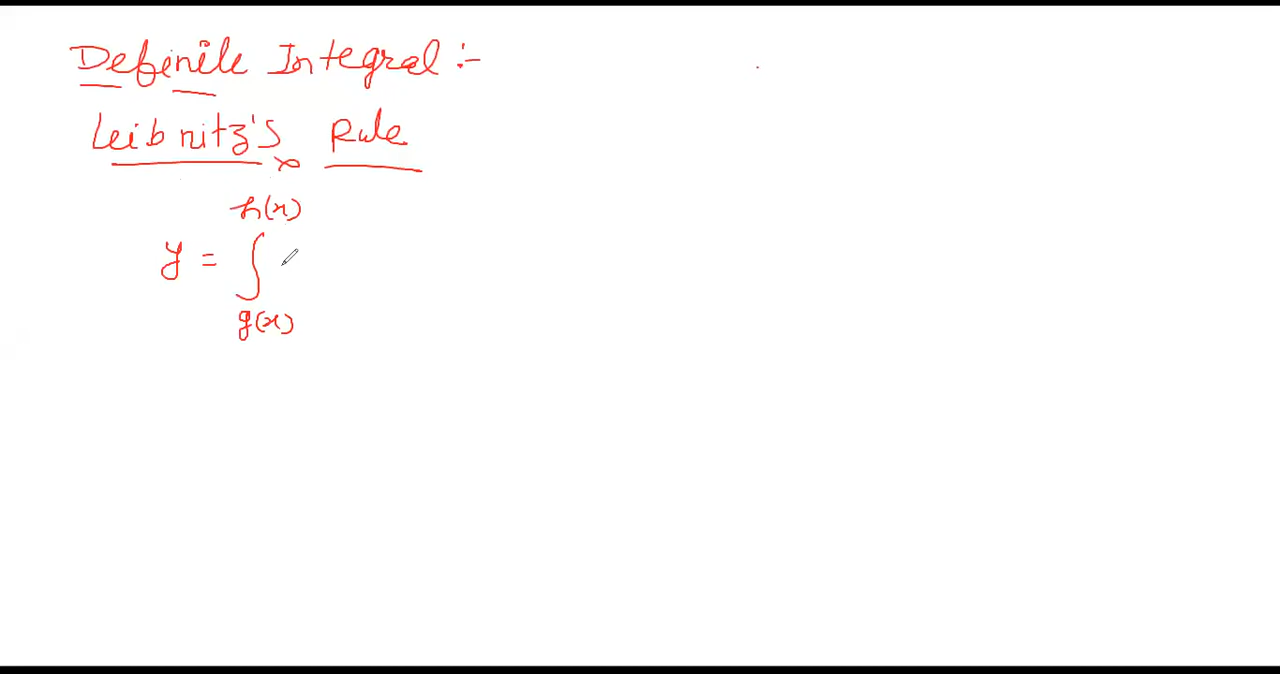 Definite Integral :-
Leibnitz's Rule
h(x)
y = ∫
g(x)